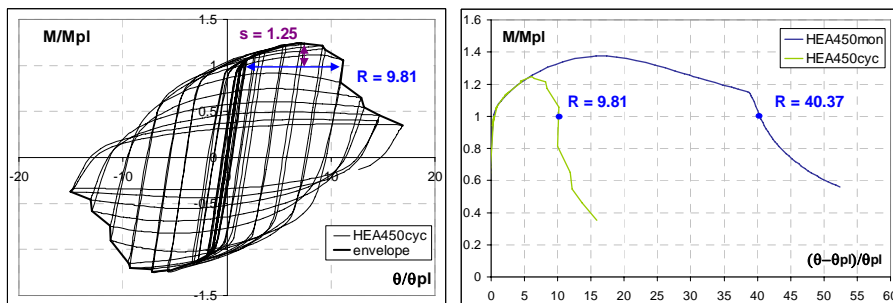 M/Mpl
1.5
s = 1.25
1
R = 9.81
0.5
0
-20
-10
0
10
20
-0.5
-1
-1.5
HEA450cyc
envelope
θ/θpl
M/Mpl
1.6
1.4
1.2
1
0.8
0.6
0.4
0.2
0
HEA450mon
HEA450cyc
R = 9.81
R = 40.37
(θ-θpl)/θpl
0 5 10 15 20 25 30 35 40 45 50 55